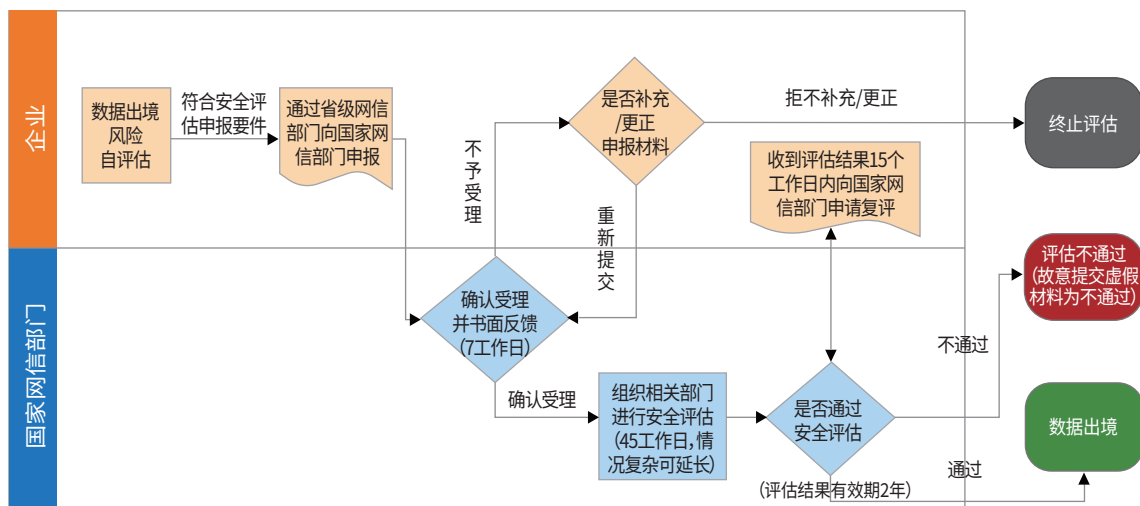 企业
数据出境
风险
自评估
符合安全评
估申报要件
通过省级网信
部门向国家网
信部门申报
不予受理
是否补充
/更正
申报材料
重新提交
拒不补充/更正
终止评估
收到评估结果15个
工作日内向国家网
信部门申请复评
国家网信部门
确认受理
并书面反馈
（7工作日）
确认受理
组织相关部门
进行安全评估
（45工作日，情
况复杂可延长）
是否通过
安全评估
（评估结果有效期2年）
不通过
评估不通过
（故意提交虚假
材料为不通过）
通过
数据出境